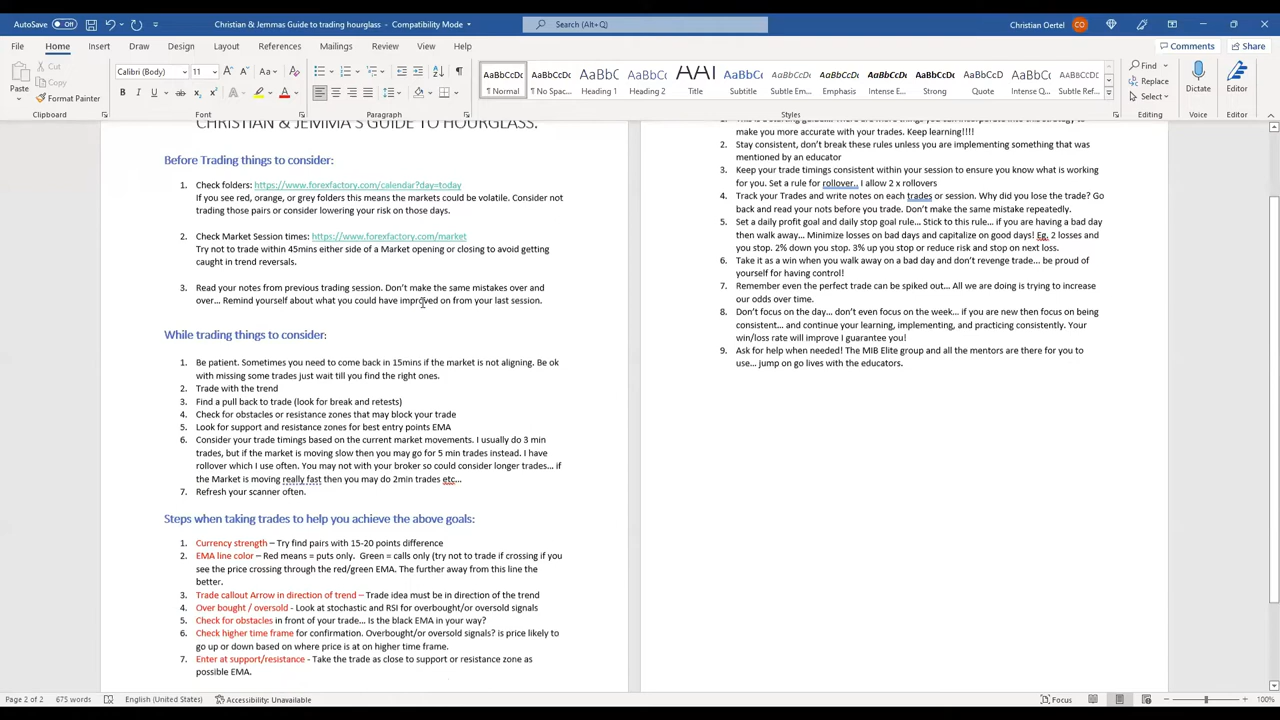 AutoSave Off
Christian & Jemmas Guide to trading hourglass - Compatibility Mode
Search (Alt+Q)
Christian Oertel CO
File Home Insert Draw Design Layout References Mailings Review View Help
Comments Share
Paste
Cut
Copy
Format Painter
Clipboard
Calibri (Body) 11
Font
Paragraph
AaBbCcDc ¶ Normal
AaBbCcDc ¶ No Spac...
AaBbC Heading 1
AaBbCcC Heading 2
AaB Title
AaBbCcC Subtitle
AaBbCcDc Subtle Em...
AaBbCcDc Emphasis
AaBbCcDc Intense E...
AaBbCcDc Strong
AaBbCcDc Quote
AaBbCcDc Intense Q...
AaBbCcDc Subtle Ref...
Styles
Find
Replace
Select
Editing
Dictate
Voice
Editor
Editor
CHRISTIAN & JEMMA'S GUIDE TO HOURGLASS.
Before Trading things to consider:
1. Check folders: https://www.forexfactory.com/calendar?day=today
If you see red, orange, or grey folders this means the markets could be volatile. Consider not
trading those pairs or consider lowering your risk on those days.
2. Check Market Session times: https://www.forexfactory.com/market
Try not to trade within 45mins either side of a Market opening or closing to avoid getting
caught in trend reversals.
3. Read your notes from previous trading session. Don't make the same mistakes over and
over... Remind yourself about what you could have improved on from your last session.
While trading things to consider:
1. Be patient. Sometimes you need to come back in 15mins if the market is not aligning. Be ok
with missing some trades just wait till you find the right ones.
2. Trade with the trend
3. Find a pull back to trade (look for break and retests)
4. Check for obstacles or resistance zones that may block your trade
5. Look for support and resistance zones for best entry points EMA
6. Consider your trade timings based on the current market movements. I usually do 3 min
trades, but if the market is moving slow then you may go for 5 min trades instead. I have
rollover which I use often. You may not with your broker so could consider longer trades... if
the Market is moving really fast then you may do 2min trades etc...
7. Refresh your scanner often.
Steps when taking trades to help you achieve the above goals:
1. Currency strength – Try find pairs with 15-20 points difference
2. EMA line color – Red means = puts only. Green = calls only (try not to trade if crossing if you
see the price crossing through the red/green EMA. The further away from this line the
better.
3. Trade callout Arrow in direction of trend – Trade idea must be in direction of the trend
4. Over bought / oversold - Look at stochastic and RSI for overbought/or oversold signals
5. Check for obstacles in front of your trade... Is the black EMA in your way?
6. Check higher time frame for confirmation. Overbought/or oversold signals? is price likely to
go up or down based on where price is at on higher time frame.
7. Enter at support/resistance - Take the trade as close to support or resistance zone as
possible EMA.
make you more accurate with your trades. Keep learning!!!!
2. Stay consistent, don't break these rules unless you are implementing something that was
mentioned by an educator
3. Keep your trade timings consistent within your session to ensure you know what is working
for you. Set a rule for rollover.. I allow 2 x rollovers
4. Track your Trades and write notes on each trades or session. Why did you lose the trade? Go
back and read your nots before you trade. Don't make the same mistake repeatedly.
5. Set a daily profit goal and daily stop goal rule... Stick to this rule... if you are having a bad day
then walk away... Minimize losses on bad days and capitalize on good days! Eg. 2 losses and
you stop. 2% down you stop. 3% up you stop or reduce risk and stop on next loss.
6. Take it as a win when you walk away on a bad day and don't revenge trade... be proud of
yourself for having control!
7. Remember even the perfect trade can be spiked out... All we are doing is trying to increase
our odds over time.
8. Don't focus on the day... don't even focus on the week... if you are new then focus on being
consistent... and continue your learning, implementing, and practicing consistently. Your
win/loss rate will improve I guarantee you!
9. Ask for help when needed! The MIB Elite group and all the mentors are there for you to
use... jump on go lives with the educators.
Page 2 of 2 675 words English (United States) Accessibility: Unavailable Focus 100%